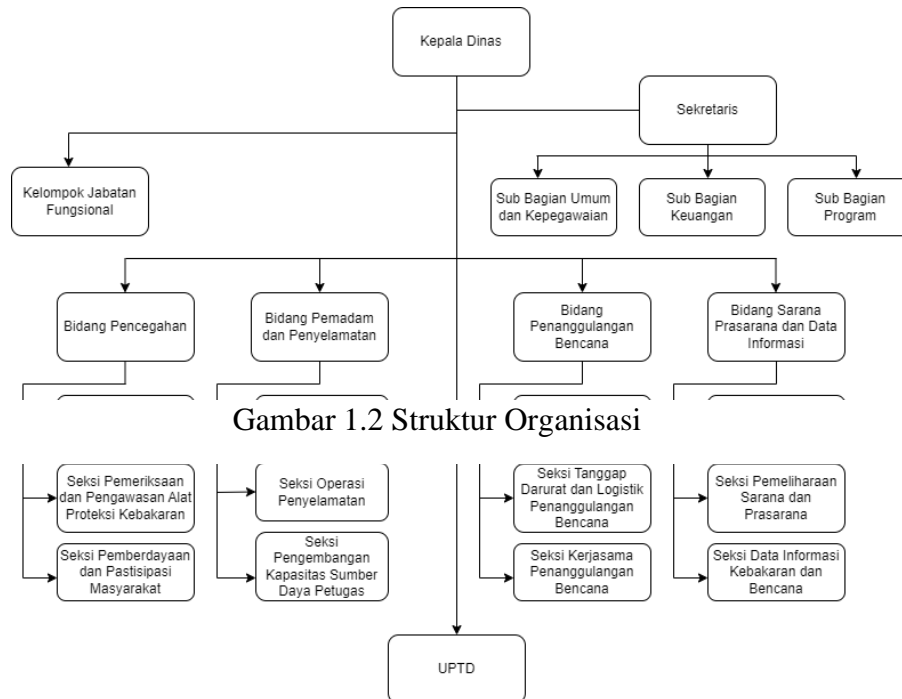 Kepala Dinas
Sekretaris
Kelompok Jabatan
Fungsional
Sub Bagian Umum
dan Kepegawaian
Sub Bagian
Keuangan
Sub Bagian
Program
Bidang Pencegahan
Bidang Pemadam
dan Penyelamatan
Bidang
Penanggulangan
Bencana
Bidang Sarana
Prasarana dan Data
Informasi
Gambar 1.2 Struktur Organisasi
Seksi Pemeriksaan
dan Pengawasan Alat
Proteksi Kebakaran
Seksi Operasi
Penyelamatan
Seksi Tanggap
Darurat dan Logistik
Penanggulangan
Bencana
Seksi Pemeliharaan
Sarana dan
Prasarana
Seksi Pemberdayaan
dan Pastisipasi
Masyarakat
Seksi
Pengembangan
Kapasitas Sumber
Daya Petugas
Seksi Kerjasama
Penanggulangan
Bencana
Seksi Data Informasi
Kebakaran dan
Bencana
UPTD